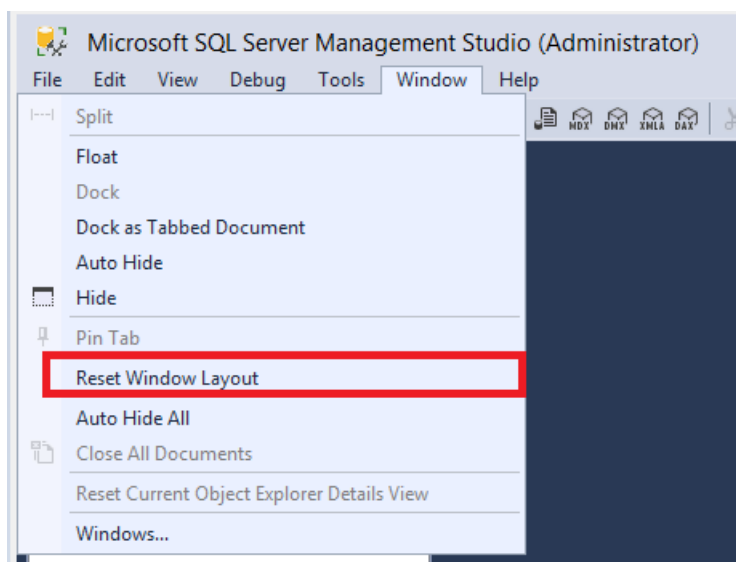 Microsoft SQL Server Management Studio (Administrator)
File Edit View Debug Tools Window Help
Split
MDX DMX XMLA DAX
Float
Dock
Dock as Tabbed Document
Auto Hide
Hide
Pin Tab
Reset Window Layout
Auto Hide All
Close All Documents
Reset Current Object Explorer Details View
Windows...